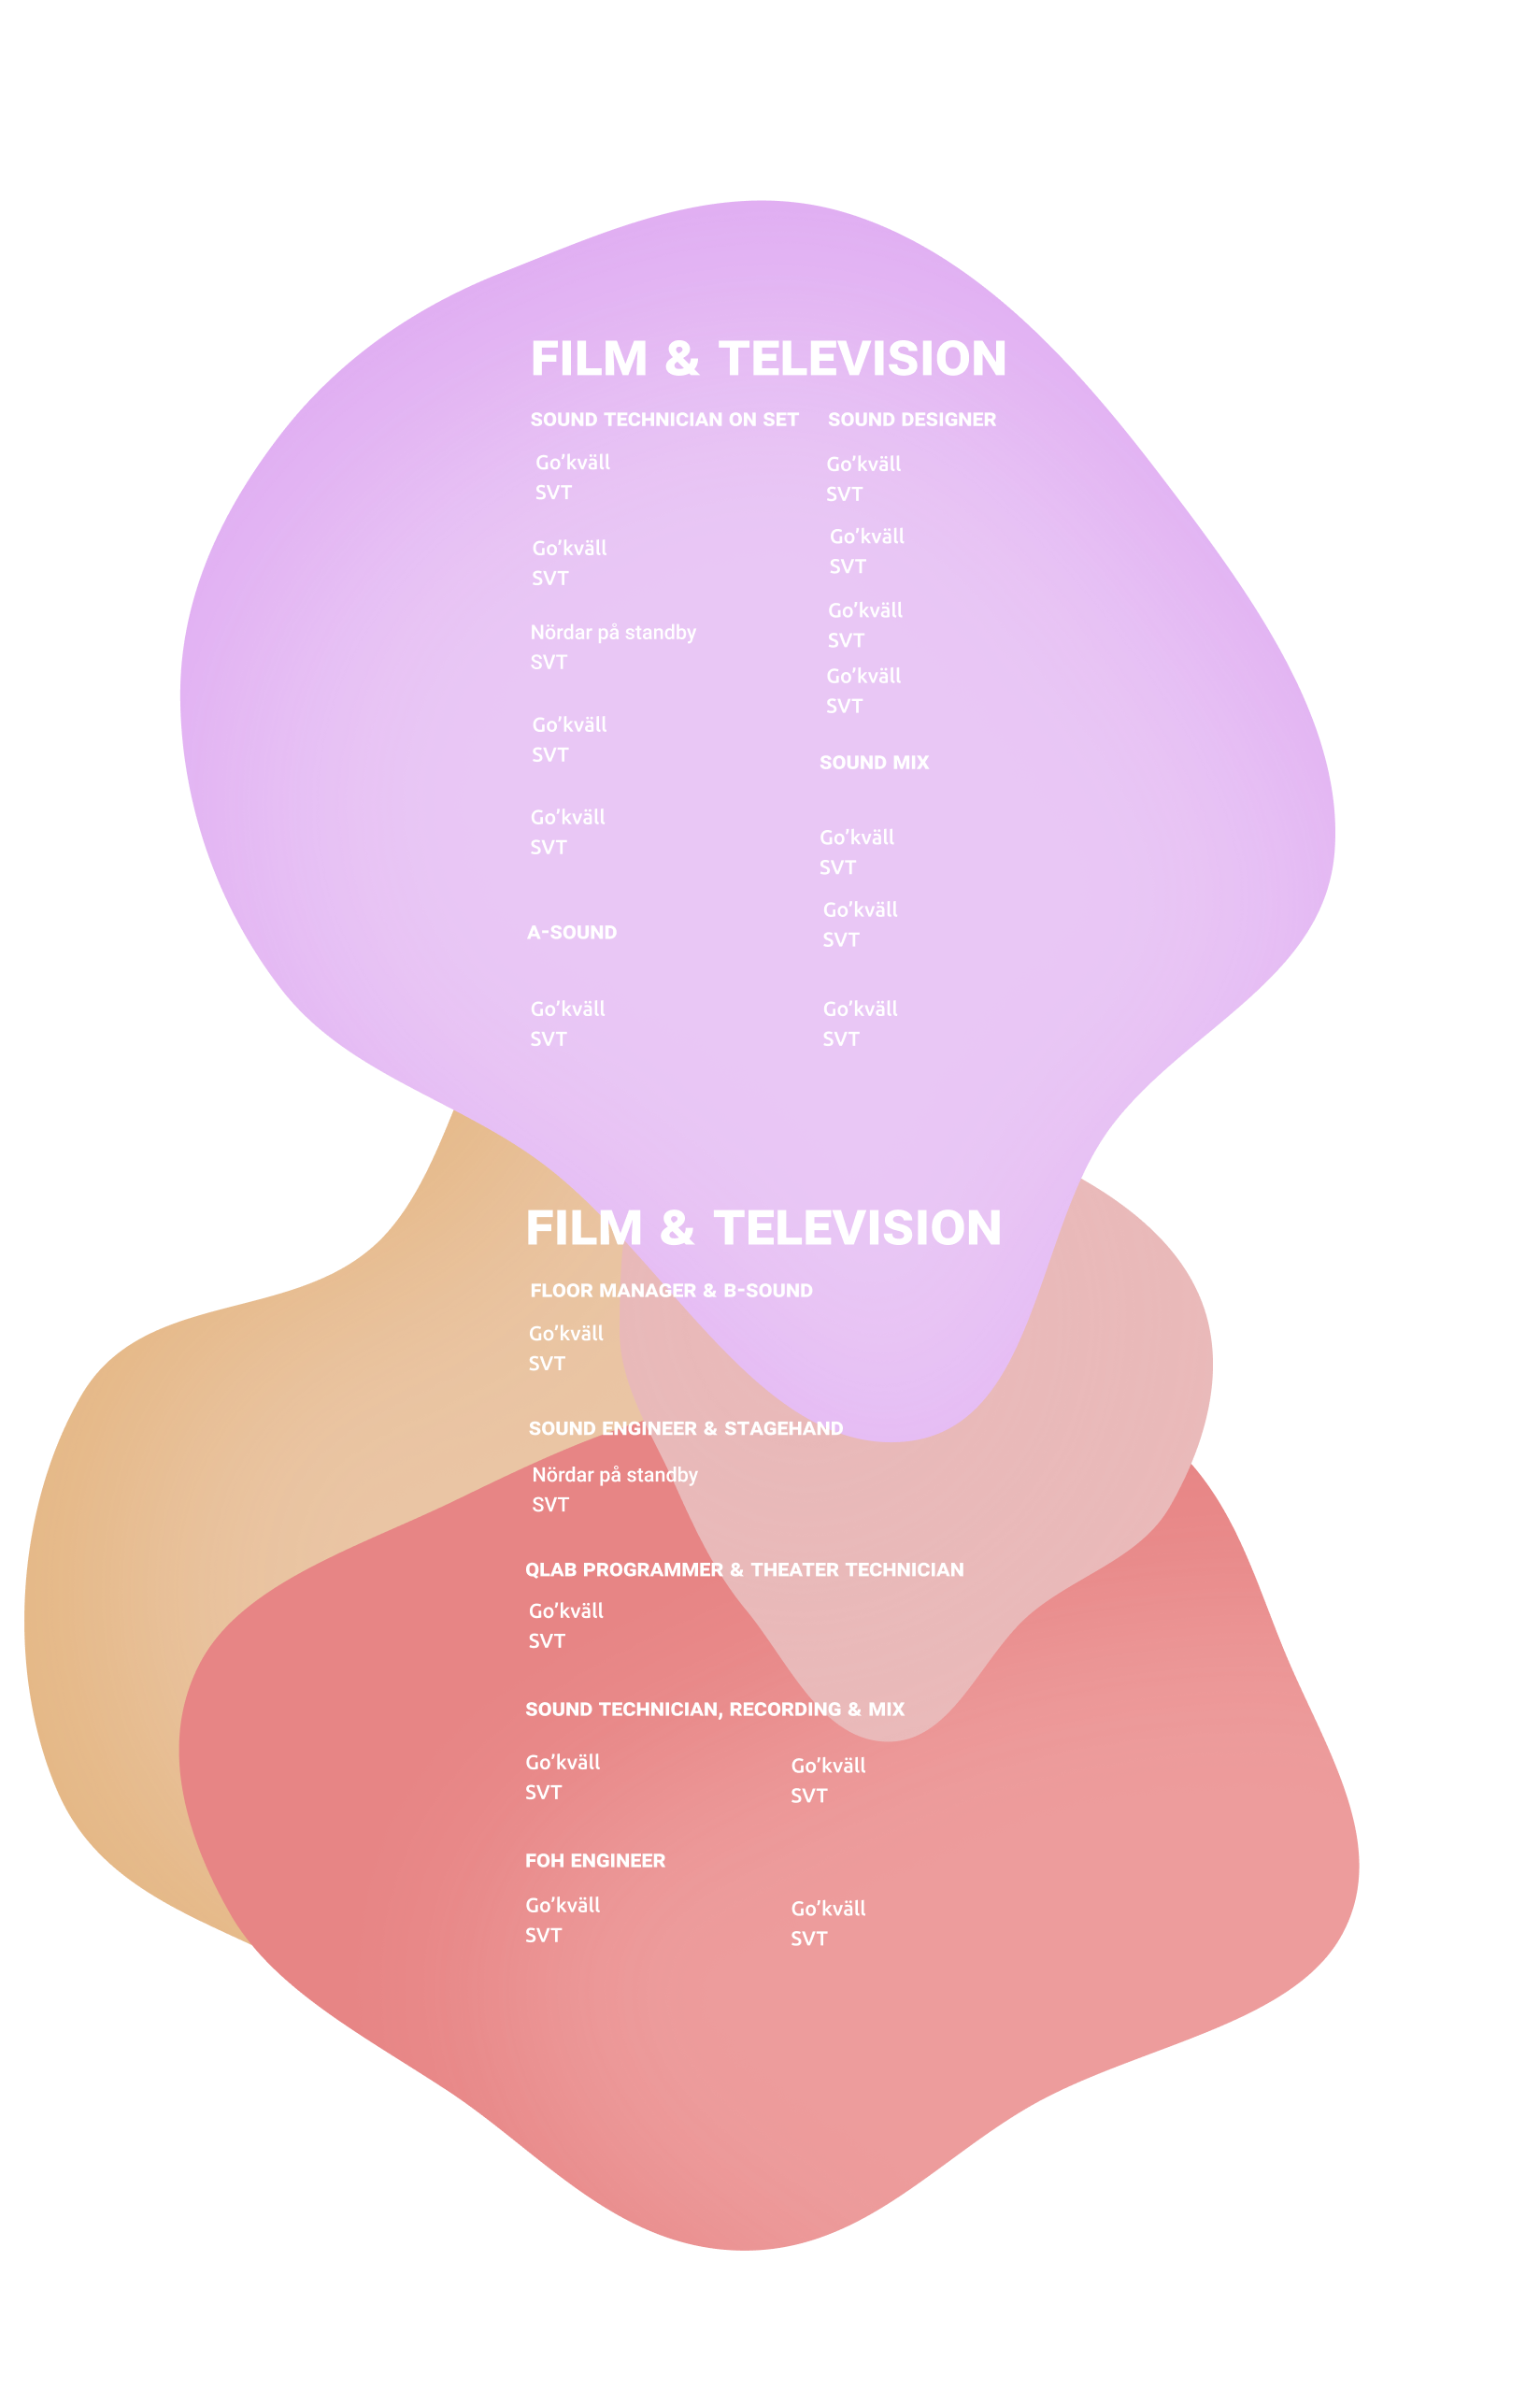 FILM & TELEVISION
SOUND TECHNICIAN ON SET
Go'kväll
SVT
Go'kväll
SVT
Nördar på standby
SVT
Go'kväll
SVT
Go'kväll
SVT
A-SOUND
Go'kväll
SVT
SOUND DESIGNER
Go'kväll
SVT
Go'kväll
SVT
Go'kväll
SVT
Go'kväll
SVT
SOUND MIX
Go'kväll
SVT
Go'kväll
SVT
Go'kväll
SVT
FILM & TELEVISION
FLOOR MANAGER & B-SOUND
Go'kväll
SVT
SOUND ENGINEER & STAGEHAND
Nördar på standby
SVT
QLAB PROGRAMMER & THEATER TECHNICIAN
Go'kväll
SVT
SOUND TECHNICIAN, RECORDING & MIX
Go'kväll
SVT
Go'kväll
SVT
FOH ENGINEER
Go'kväll
SVT
Go'kväll
SVT